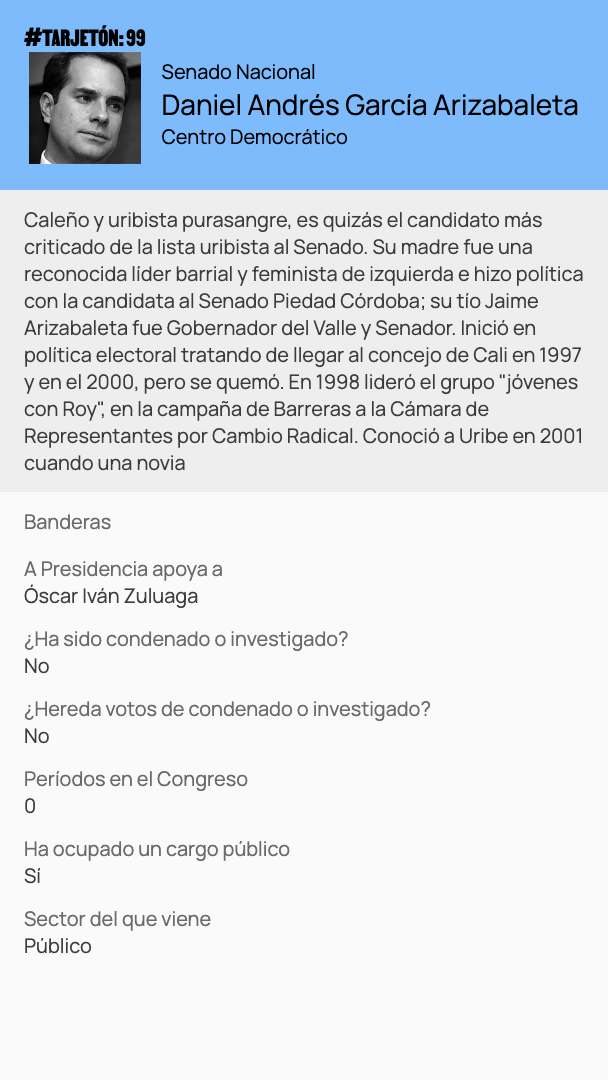 #TARJETÓN: 99
Senado Nacional
Daniel Andrés García Arizabaleta
Centro Democrático
Caleño y uribista purasangre, es quizás el candidato más
criticado de la lista uribista al Senado. Su madre fue una
reconocida líder barrial y feminista de izquierda e hizo política
con la candidata al Senado Piedad Córdoba; su tío Jaime
Arizabaleta fue Gobernador del Valle y Senador. Inició en
política electoral tratando de llegar al concejo de Cali en 1997
y en el 2000, pero se quemó. En 1998 lideró el grupo "jóvenes
con Roy", en la campaña de Barreras a la Cámara de
Representantes por Cambio Radical. Conoció a Uribe en 2001
cuando una novia
Banderas
A Presidencia apoya a
Óscar Iván Zuluaga
¿Ha sido condenado o investigado?
No
¿Hereda votos de condenado o investigado?
No
Períodos en el Congreso
0
Ha ocupado un cargo público
Sí
Sector del que viene
Público